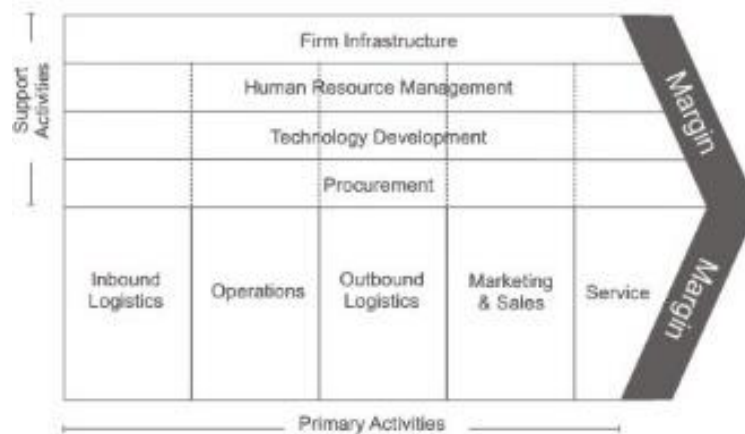 Support
Activities
Firm Infrastructure
Human Resource Management
Technology Development
Procurement
Margin
Inbound
Logistics
Operations
Outbound
Logistics
Marketing
& Sales
Service
Margin
Primary Activities